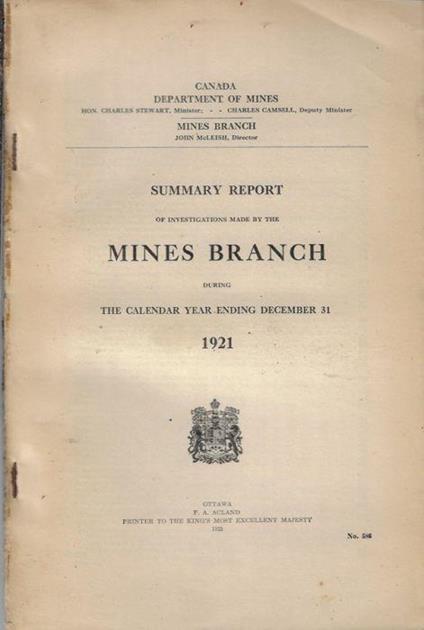 CANADA
DEPARTMENT OF MINES
HON. CHARLES STEWART, Minister; - - CHARLES CAMSELL, Deputy Minister
MINES BRANCH
JOHN McLEISH, Director
SUMMARY REPORT
OF INVESTIGATIONS MADE BY THE
MINES BRANCH
DURING
THE CALENDAR YEAR ENDING DECEMBER 31
1921
OTTAWA
F. A. ACLAND
PRINTER TO THE KING'S MOST EXCELLENT MAJESTY
No. 586